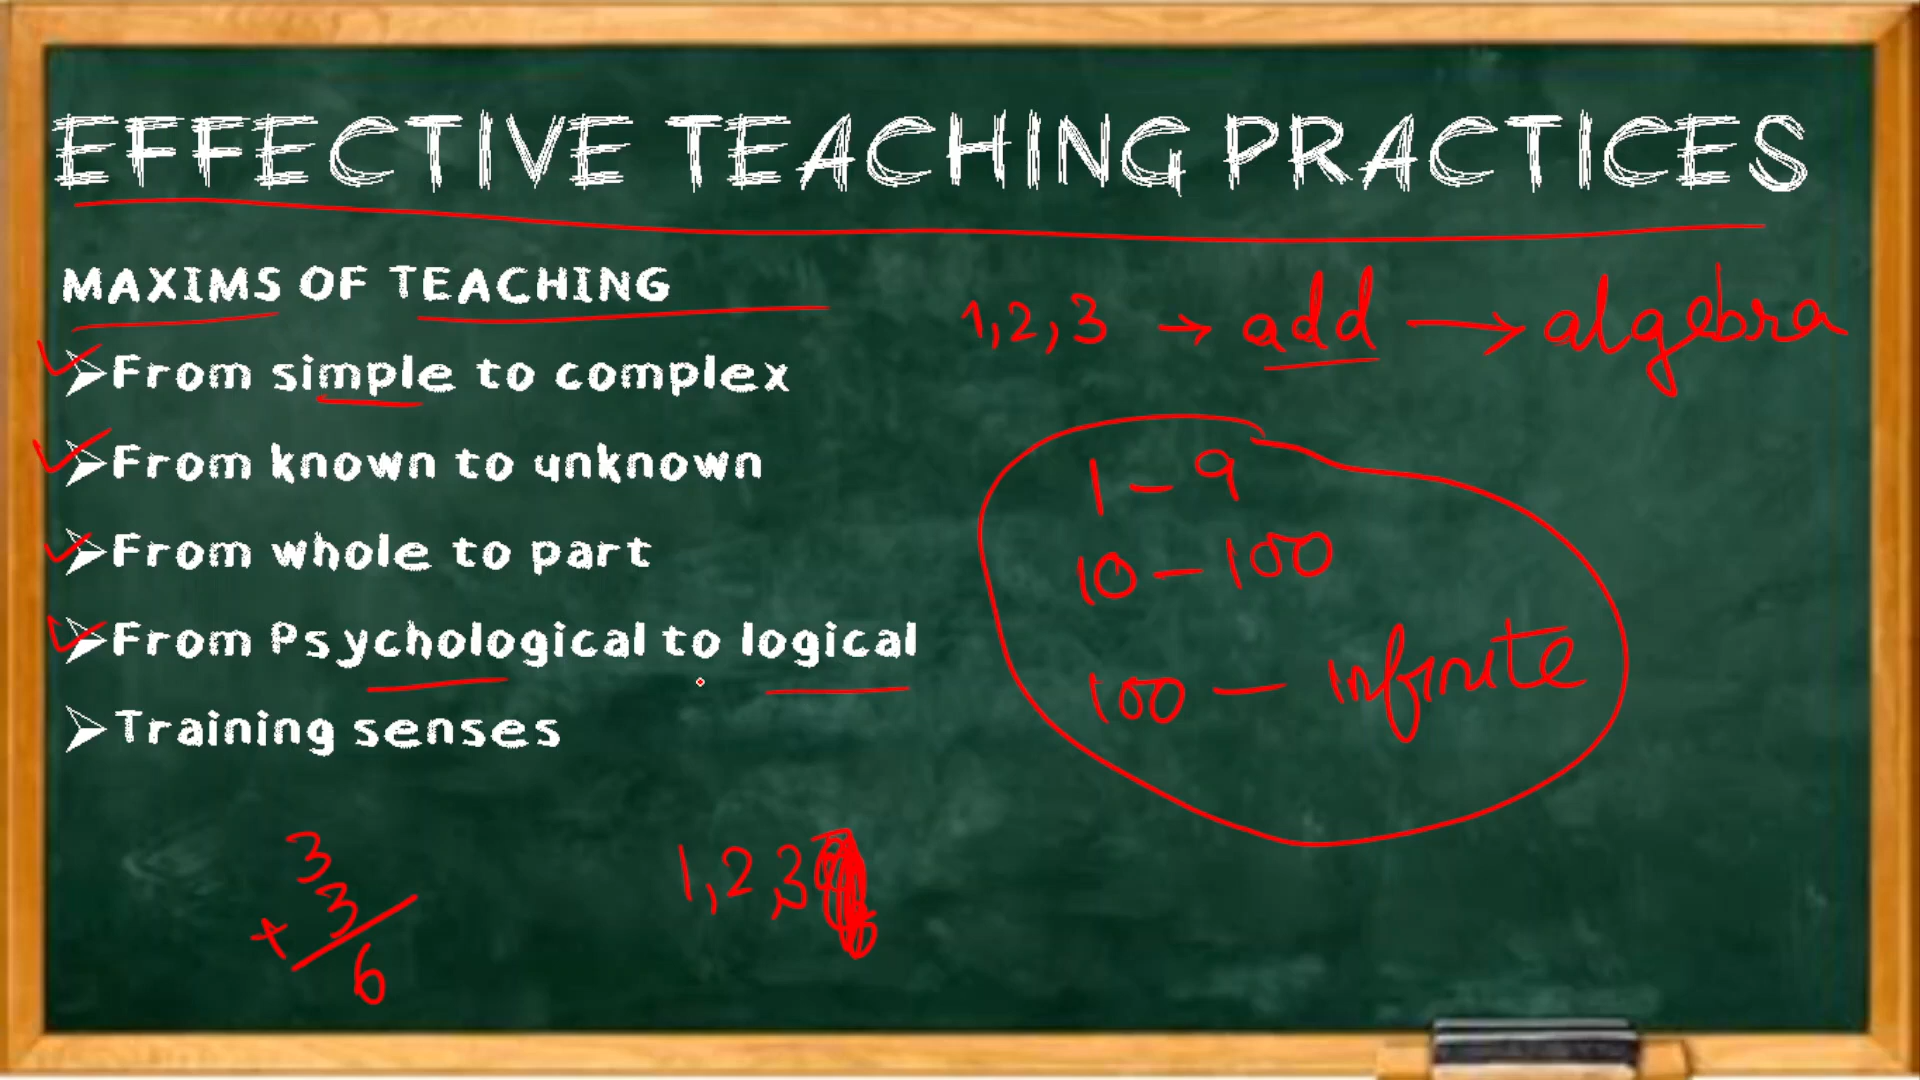 EFFECTIVE TEACHING PRACTICES
MAXIMS OF TEACHING
From simple to complex
From known to unknown
From whole to part
From Psychological to logical
Training senses
1,2,3 → add → algebra
1 – 9
10 – 100
100 – infinite
3
+ 3
6
1,2,3